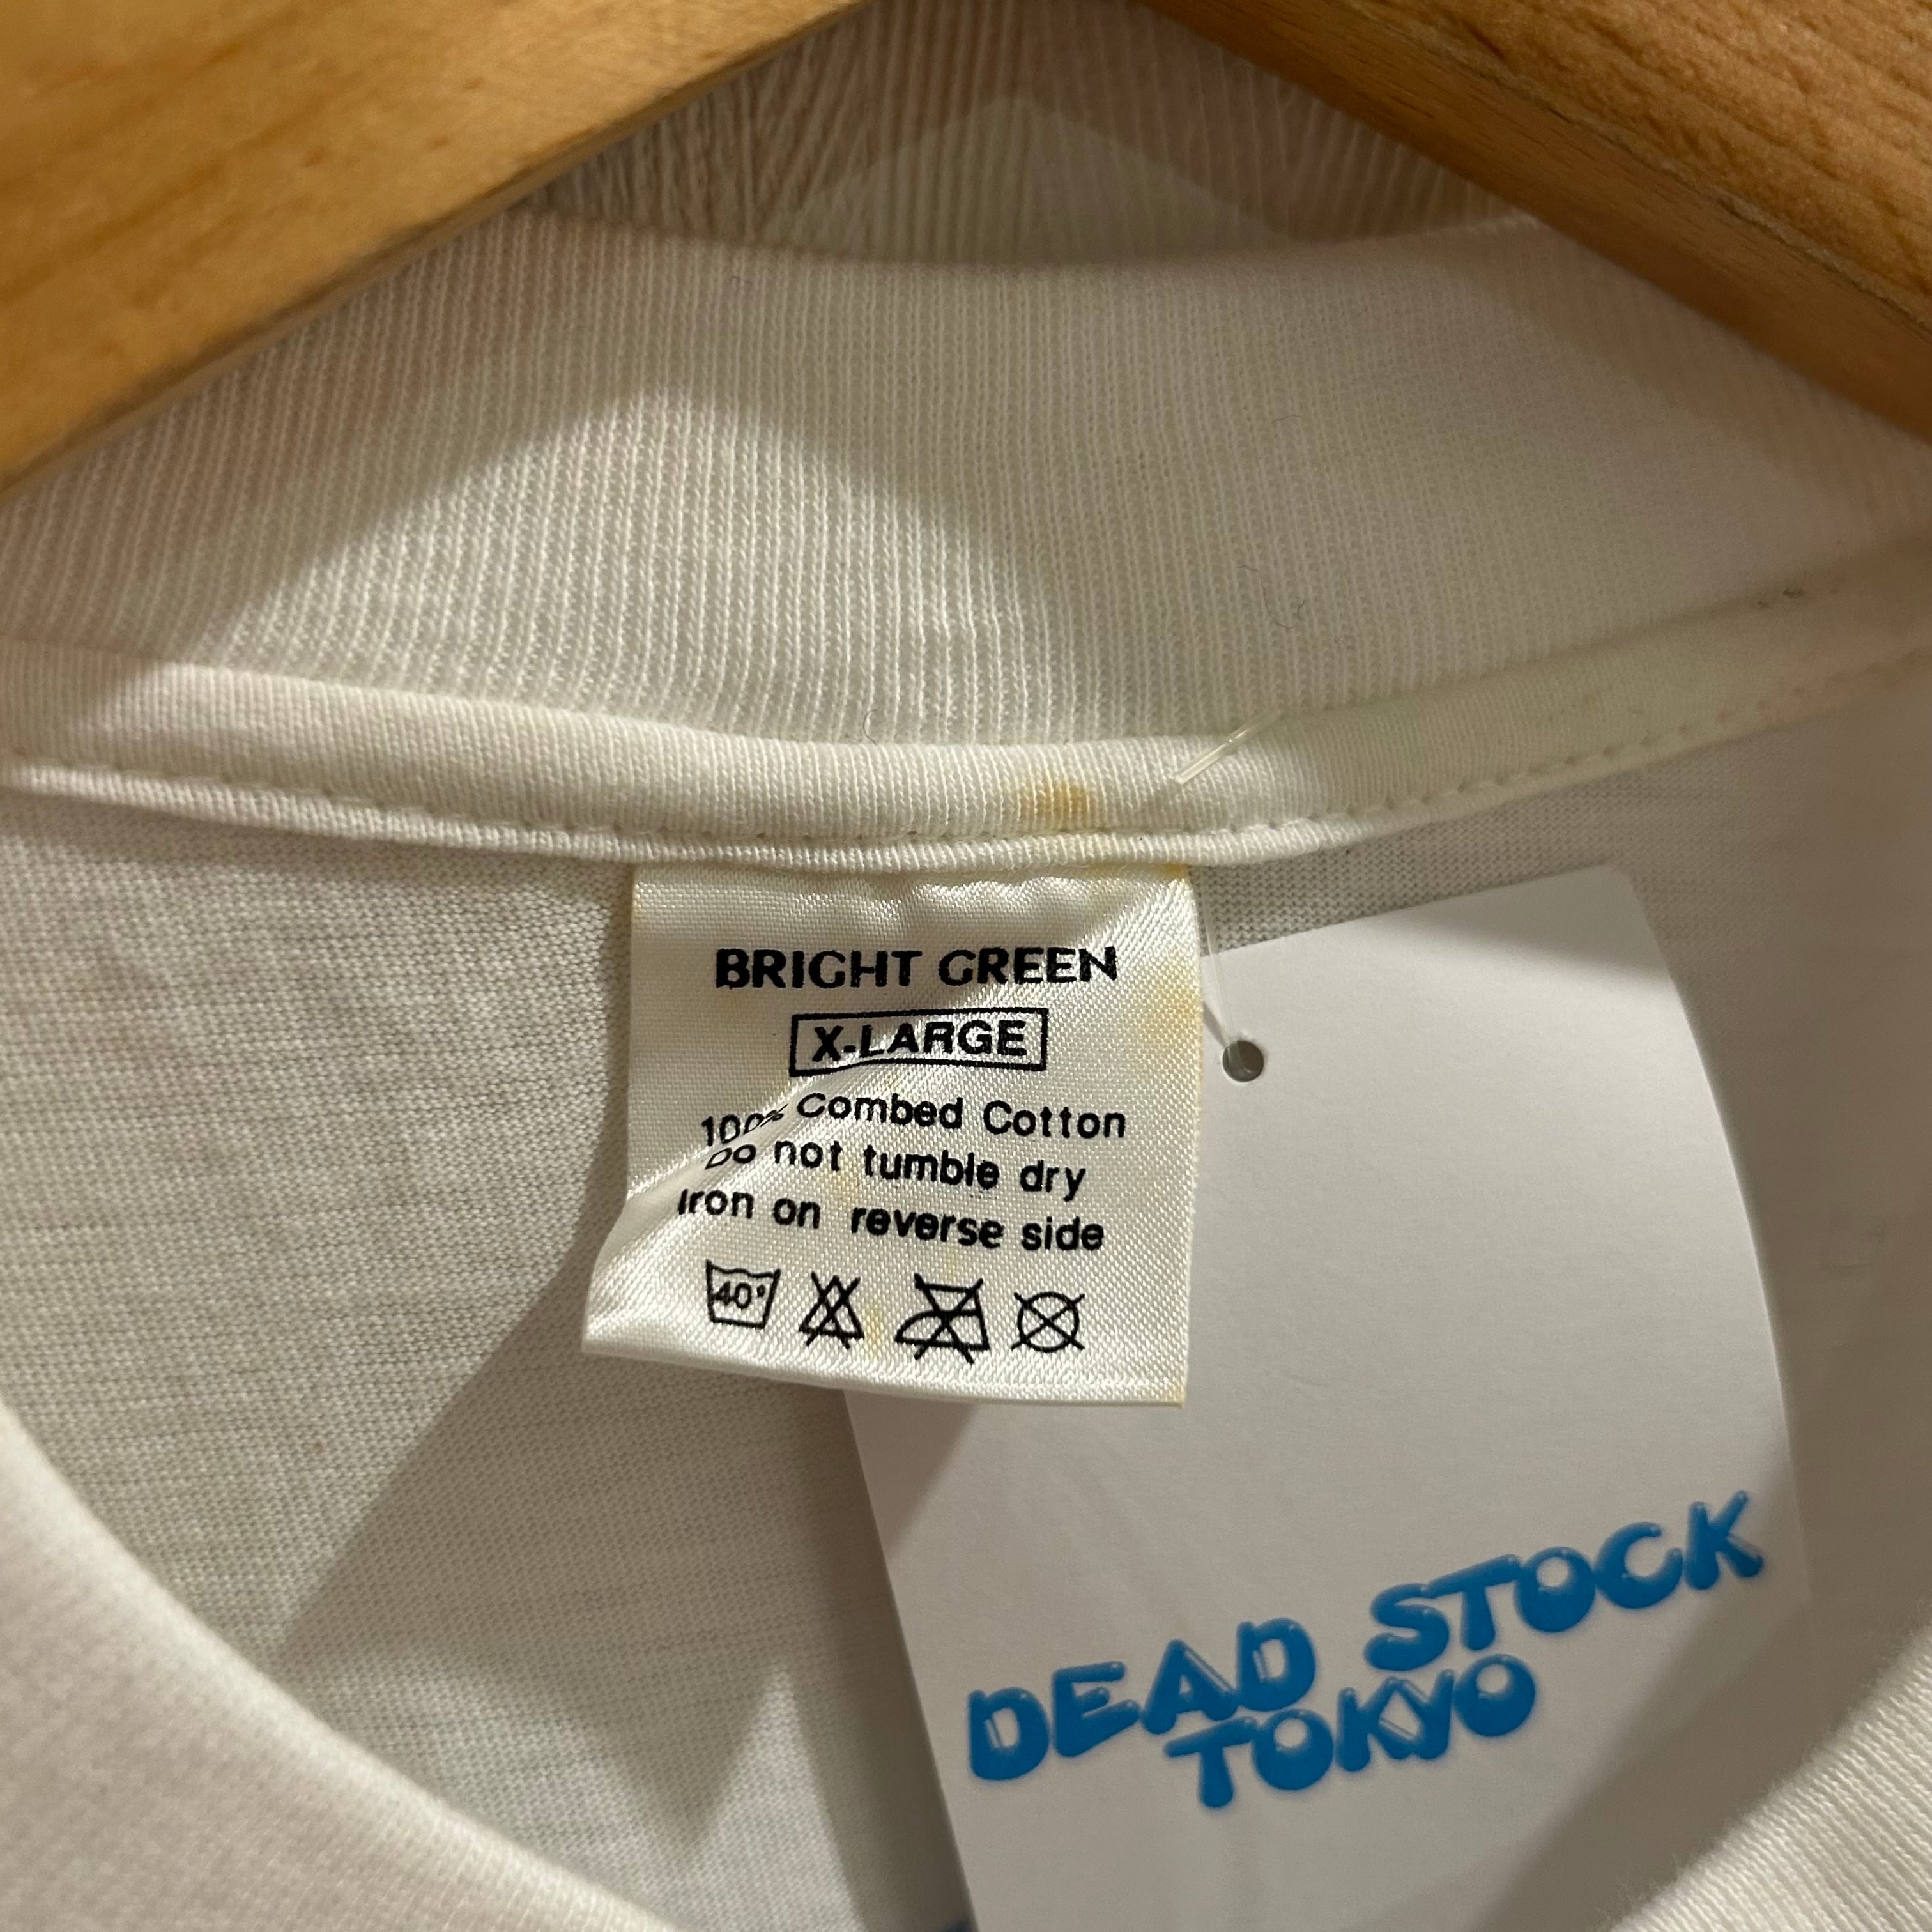 BRIGHT GREEN
X-LARGE
100% Combed Cotton
Do not tumble dry
Iron on reverse side
40°
DEAD STOCK
TOKYO